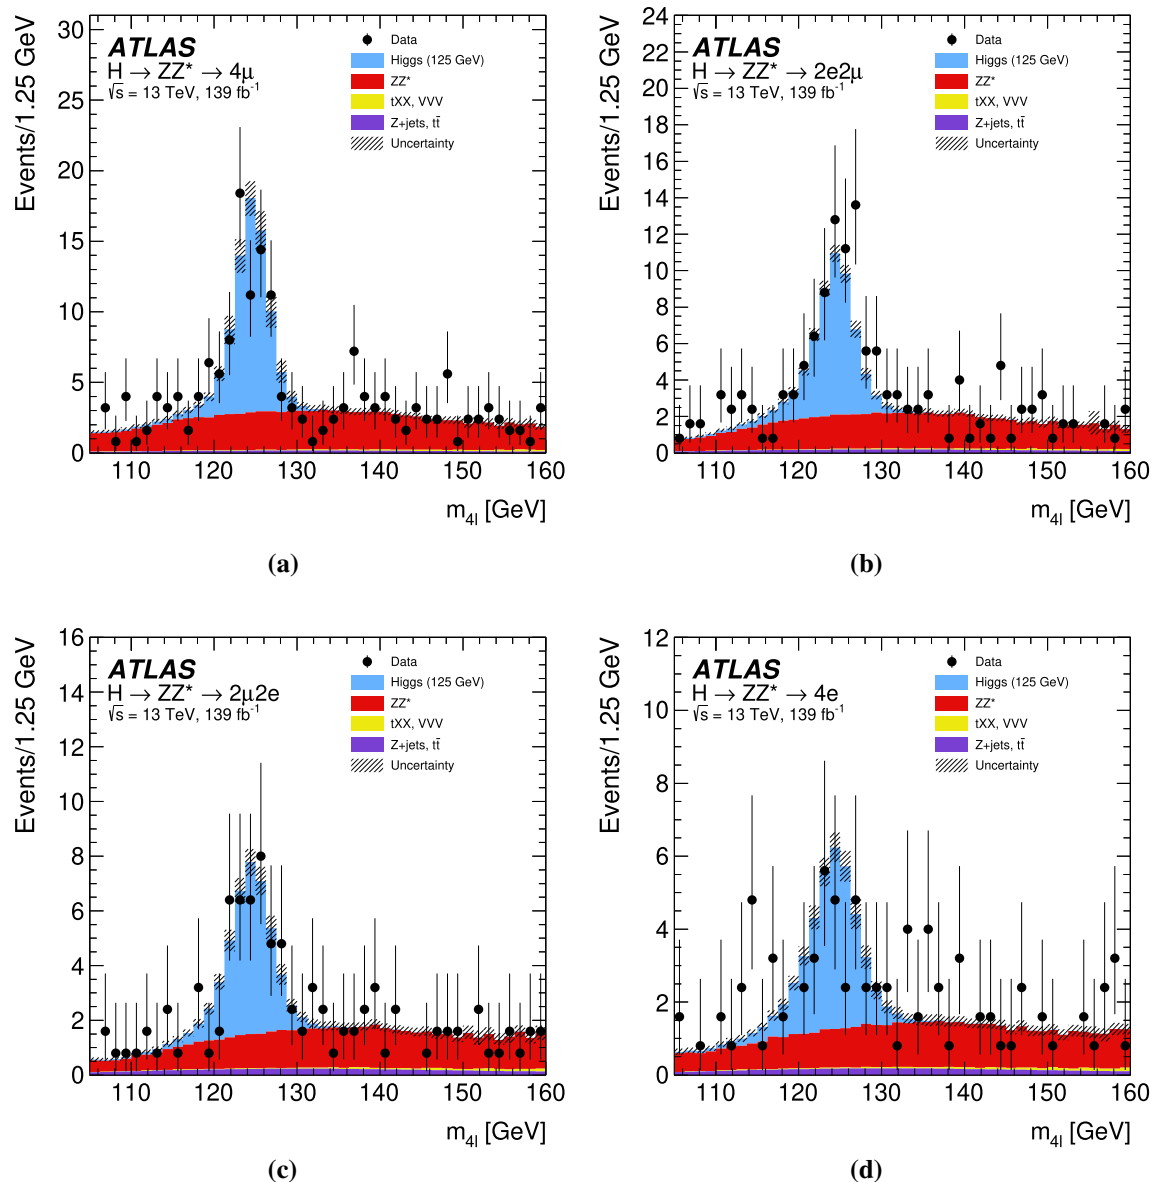 ATLAS
H → ZZ* → 4μ
√s = 13 TeV, 139 fb⁻¹
Data
Higgs (125 GeV)
ZZ*
tXX, VVV
Z+jets, tt̄
Uncertainty
Events/1.25 GeV
30
25
20
15
10
5
0
110 120 130 140 150 160
m4l [GeV]
(a)
ATLAS
H → ZZ* → 2e2μ
√s = 13 TeV, 139 fb⁻¹
Data
Higgs (125 GeV)
ZZ*
tXX, VVV
Z+jets, tt̄
Uncertainty
Events/1.25 GeV
24
22
20
18
16
14
12
10
8
6
4
2
0
110 120 130 140 150 160
m4l [GeV]
(b)
ATLAS
H → ZZ* → 2μ2e
√s = 13 TeV, 139 fb⁻¹
Data
Higgs (125 GeV)
ZZ*
tXX, VVV
Z+jets, tt̄
Uncertainty
Events/1.25 GeV
16
14
12
10
8
6
4
2
0
110 120 130 140 150 160
m4l [GeV]
(c)
ATLAS
H → ZZ* → 4e
√s = 13 TeV, 139 fb⁻¹
Data
Higgs (125 GeV)
ZZ*
tXX, VVV
Z+jets, tt̄
Uncertainty
Events/1.25 GeV
12
10
8
6
4
2
0
110 120 130 140 150 160
m4l [GeV]
(d)